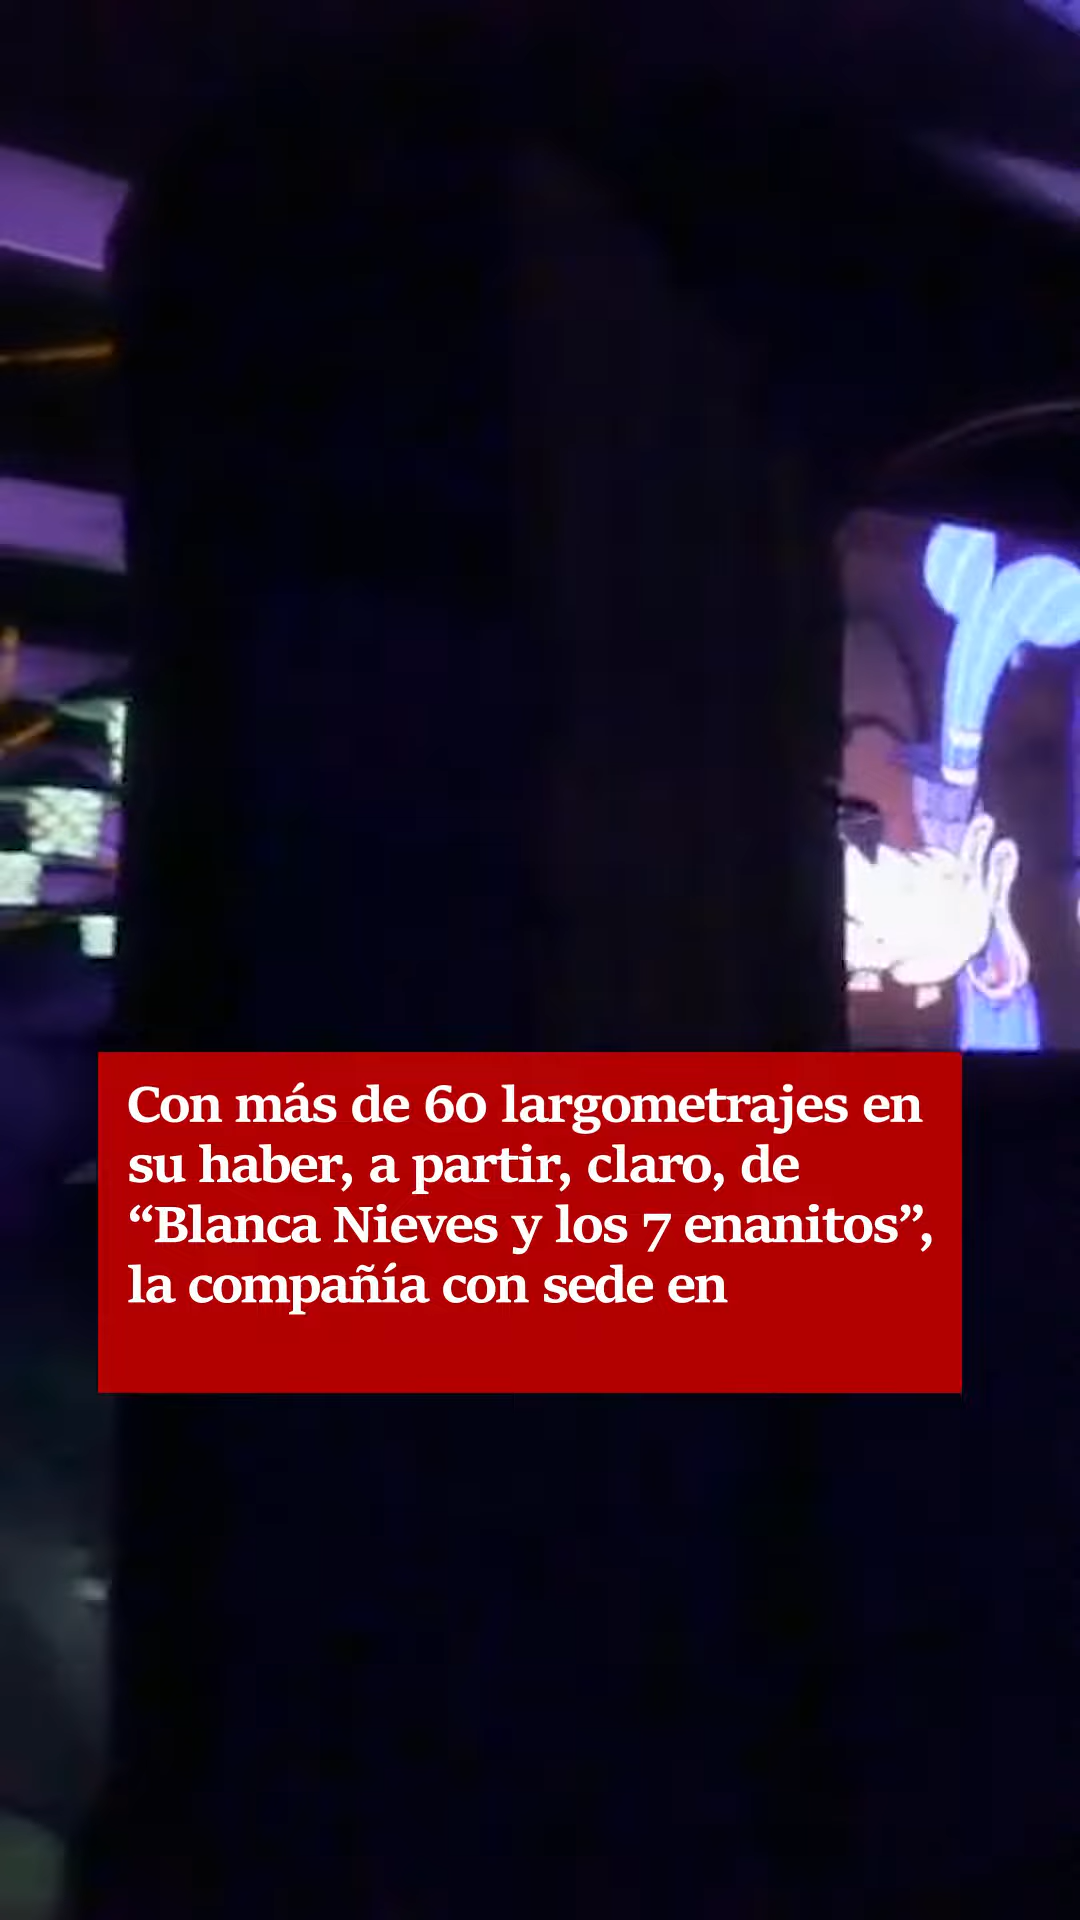 Con más de 60 largometrajes en
su haber, a partir, claro, de
“Blanca Nieves y los 7 enanitos”,
la compañía con sede en